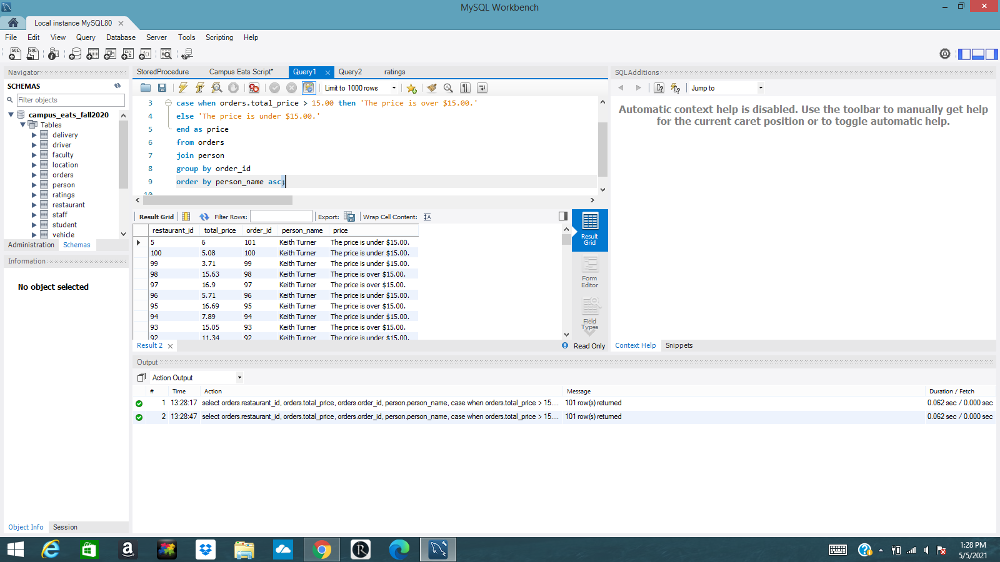 MySQL Workbench
Local instance MySQL80
File Edit View Query Database Server Tools Scripting Help
Navigator
SCHEMAS
Filter objects
campus_eats_fall2020
Tables
delivery
driver
faculty
location
orders
person
ratings
restaurant
staff
student
vehicle
Administration Schemas
Information
No object selected
Object Info Session
StoredProcedure Campus Eats Script* Query1 Query2 ratings
Limit to 1000 rows
3 case when orders.total_price > 15.00 then 'The price is over $15.00.'
4 else 'The price is under $15.00.'
5 end as price
6 from orders
7 join person
8 group by order_id
9 order by person_name asc;
10
Result Grid Filter Rows: Export: Wrap Cell Content:
restaurant_id total_price order_id person_name price
5 6 101 Keith Turner The price is under $15.00.
100 5.08 100 Keith Turner The price is under $15.00.
99 3.71 99 Keith Turner The price is under $15.00.
98 15.63 98 Keith Turner The price is over $15.00.
97 16.9 97 Keith Turner The price is over $15.00.
96 5.71 96 Keith Turner The price is under $15.00.
95 16.69 95 Keith Turner The price is over $15.00.
94 7.89 94 Keith Turner The price is under $15.00.
93 15.05 93 Keith Turner The price is over $15.00.
92 11.34 92 Keith Turner The price is under $15.00.
Result Grid
Form Editor
Field Types
Result 2
Read Only
SQLAdditions
Jump to
Automatic context help is disabled. Use the toolbar to manually get help
for the current caret position or to toggle automatic help.
Context Help Snippets
Output
Action Output
# Time Action Message Duration / Fetch
1 13:28:17 select orders.restaurant_id, orders.total_price, orders.order_id, person.person_name, case when orders.total_price > 15.... 101 row(s) returned 0.062 sec / 0.000 sec
2 13:28:47 select orders.restaurant_id, orders.total_price, orders.order_id, person.person_name, case when orders.total_price > 15.... 101 row(s) returned 0.062 sec / 0.000 sec
1:28 PM
5/5/2021